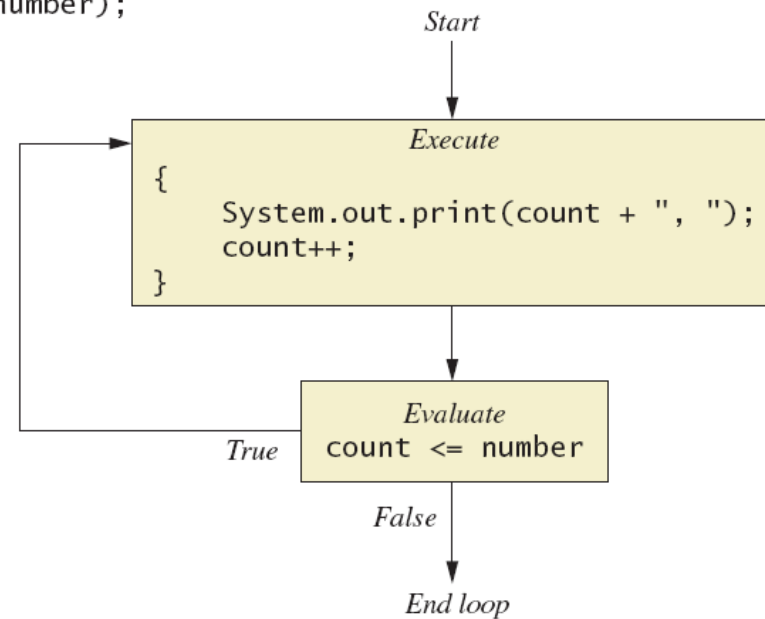 number);
Start
Execute
{
System.out.print(count + ", ");
count++;
}
Evaluate
count <= number
True
False
End loop